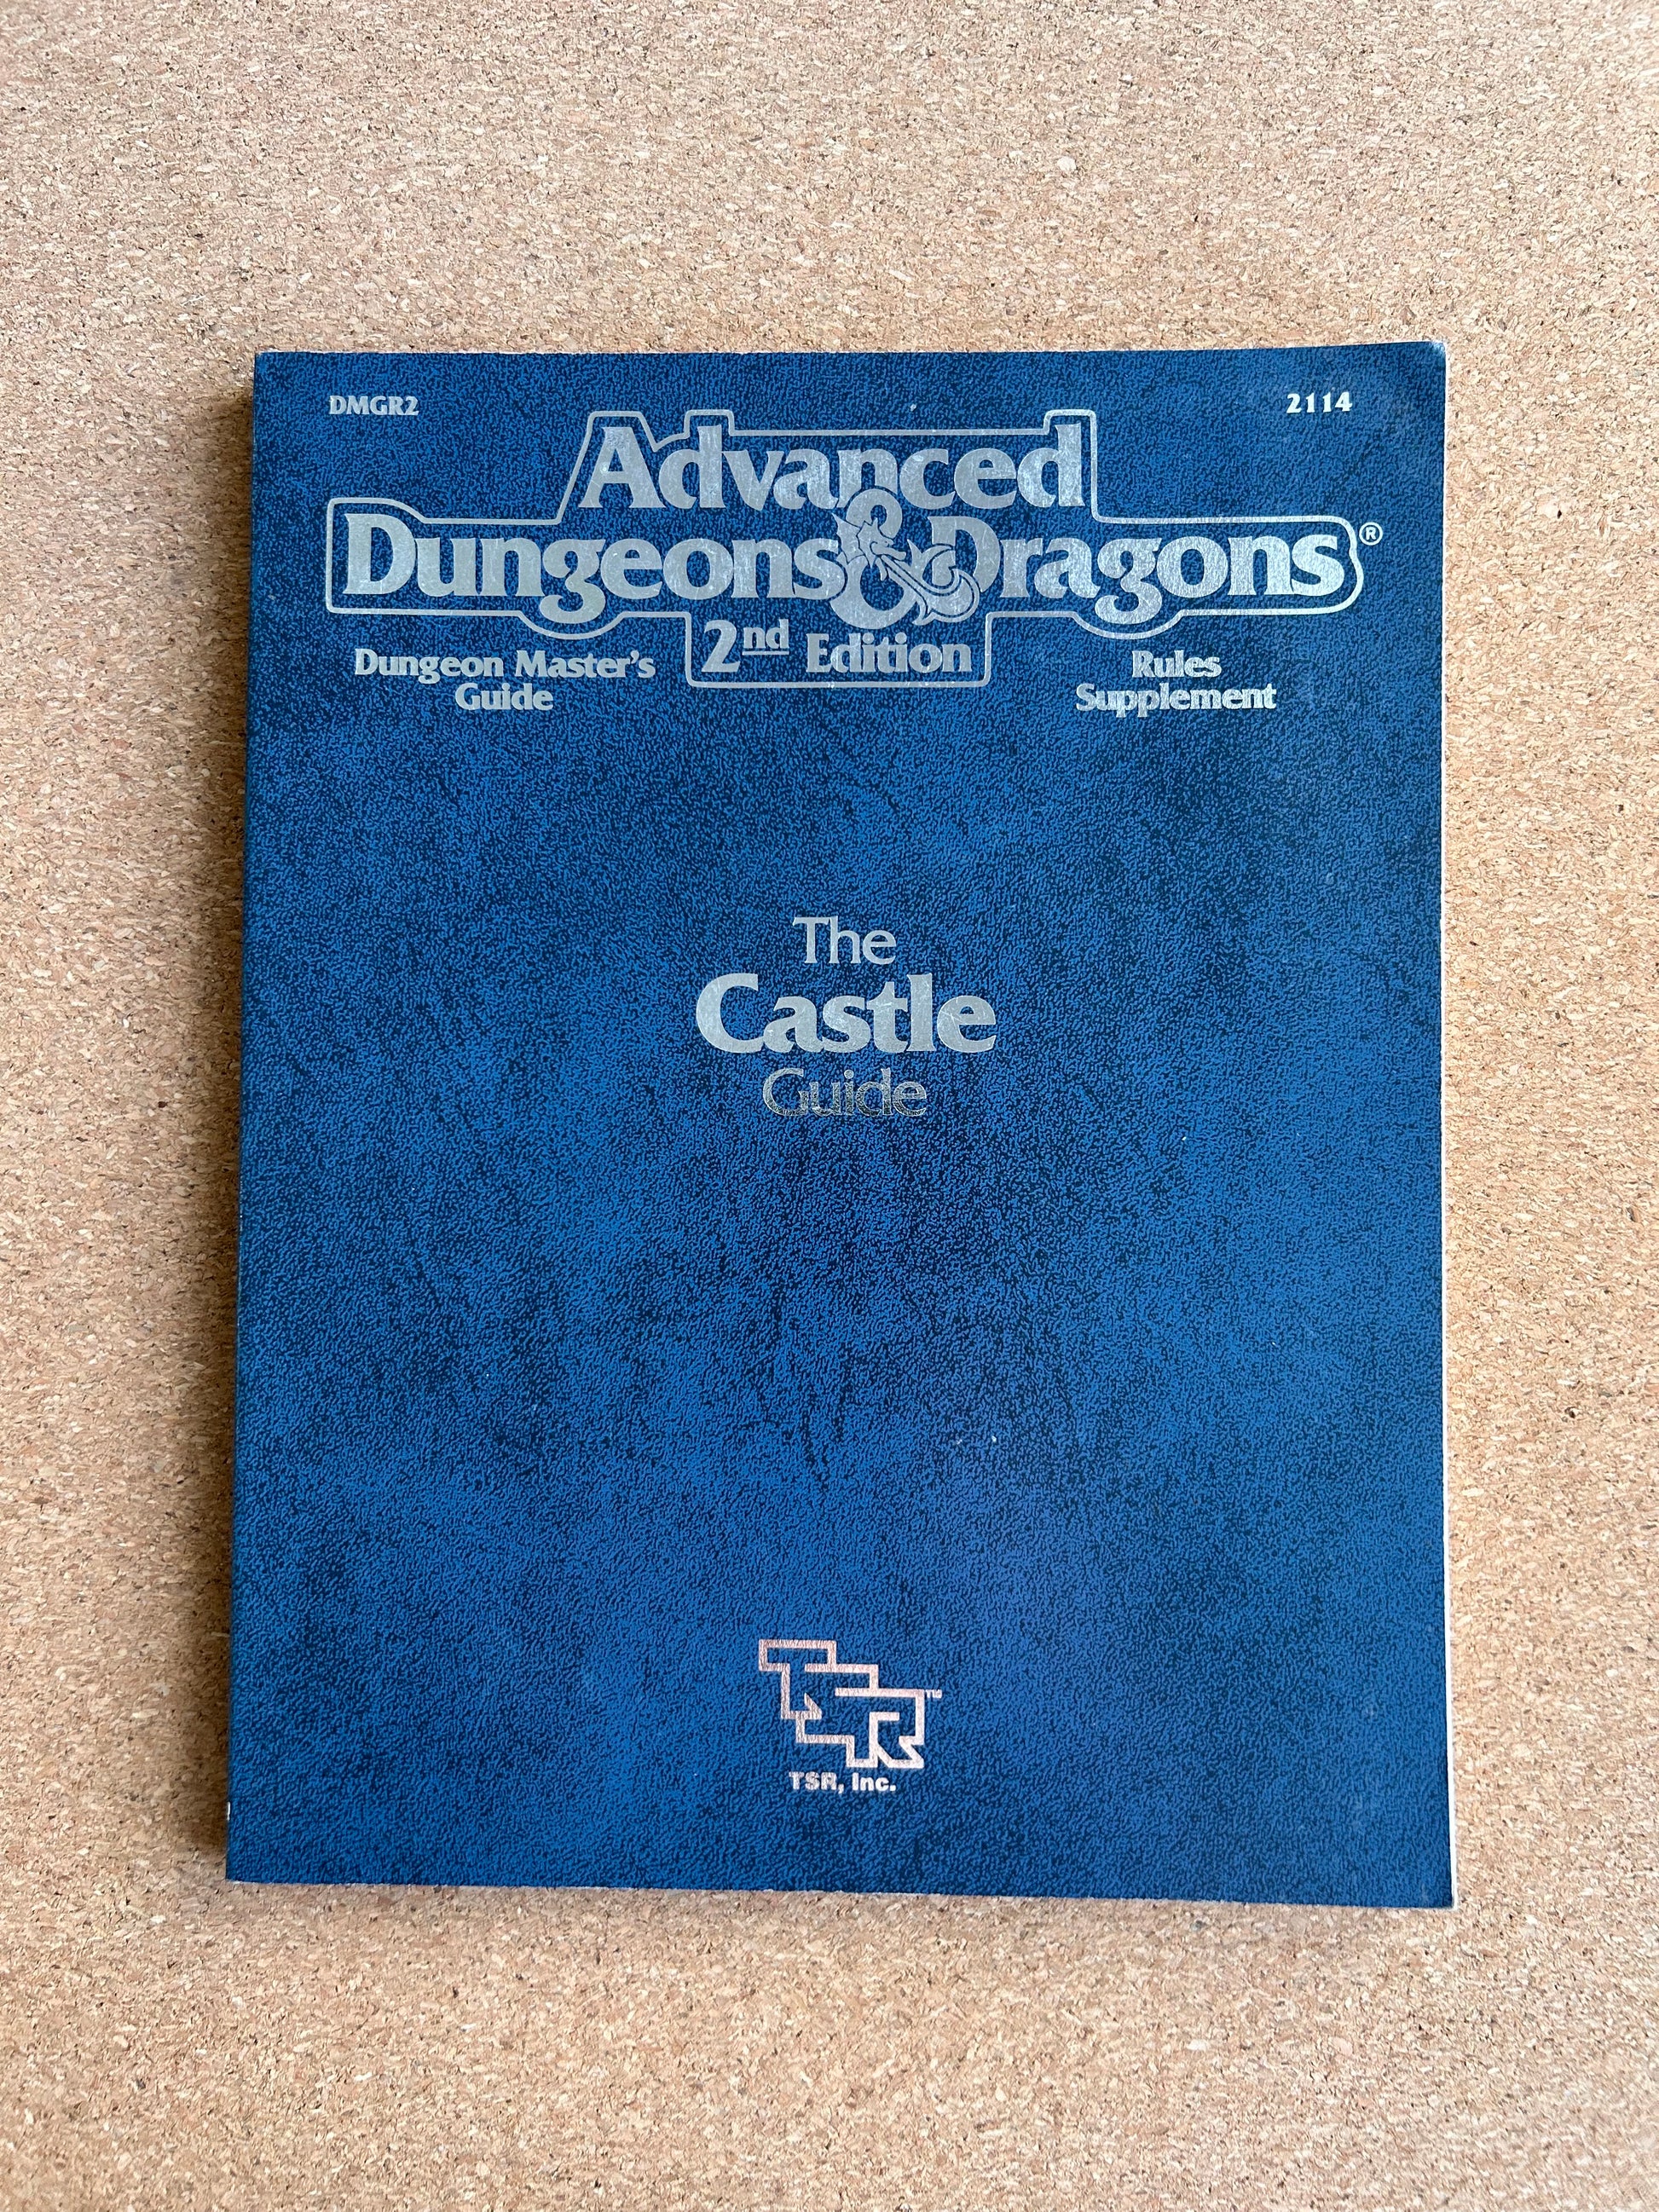 DMGR2 2114
Advanced
Dungeons & Dragons®
2nd Edition
Dungeon Master's
Guide
Rules
Supplement
The
Castle
Guide
TSR™
TSR, Inc.